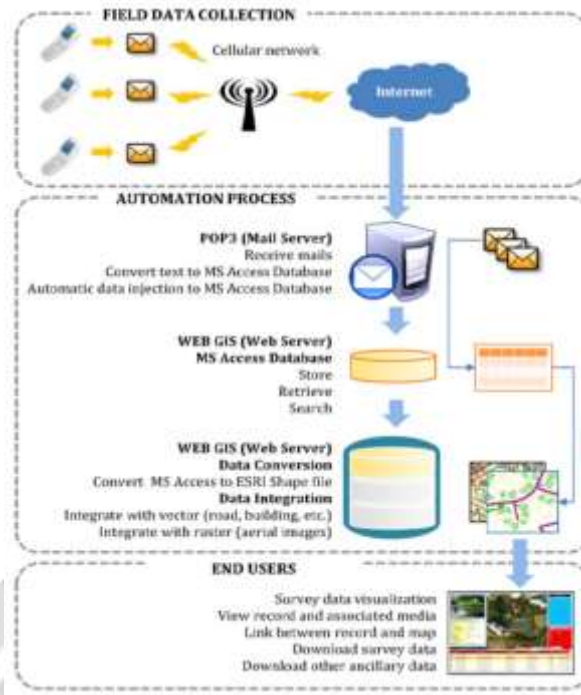 FIELD DATA COLLECTION
Cellular network
Internet
AUTOMATION PROCESS
POP3 (Mail Server)
Receive mails
Convert text to MS Access Database
Automatic data injection to MS Access Database
WEB GIS (Web Server)
MS Access Database
Store
Retrieve
Search
WEB GIS (Web Server)
Data Conversion
Convert MS Access to ESRI Shape file
Data Integration
Integrate with vector (road, building, etc.)
Integrate with raster (aerial images)
END USERS
Survey data visualization
View record and associated media
Link between record and map
Download survey data
Download other ancillary data